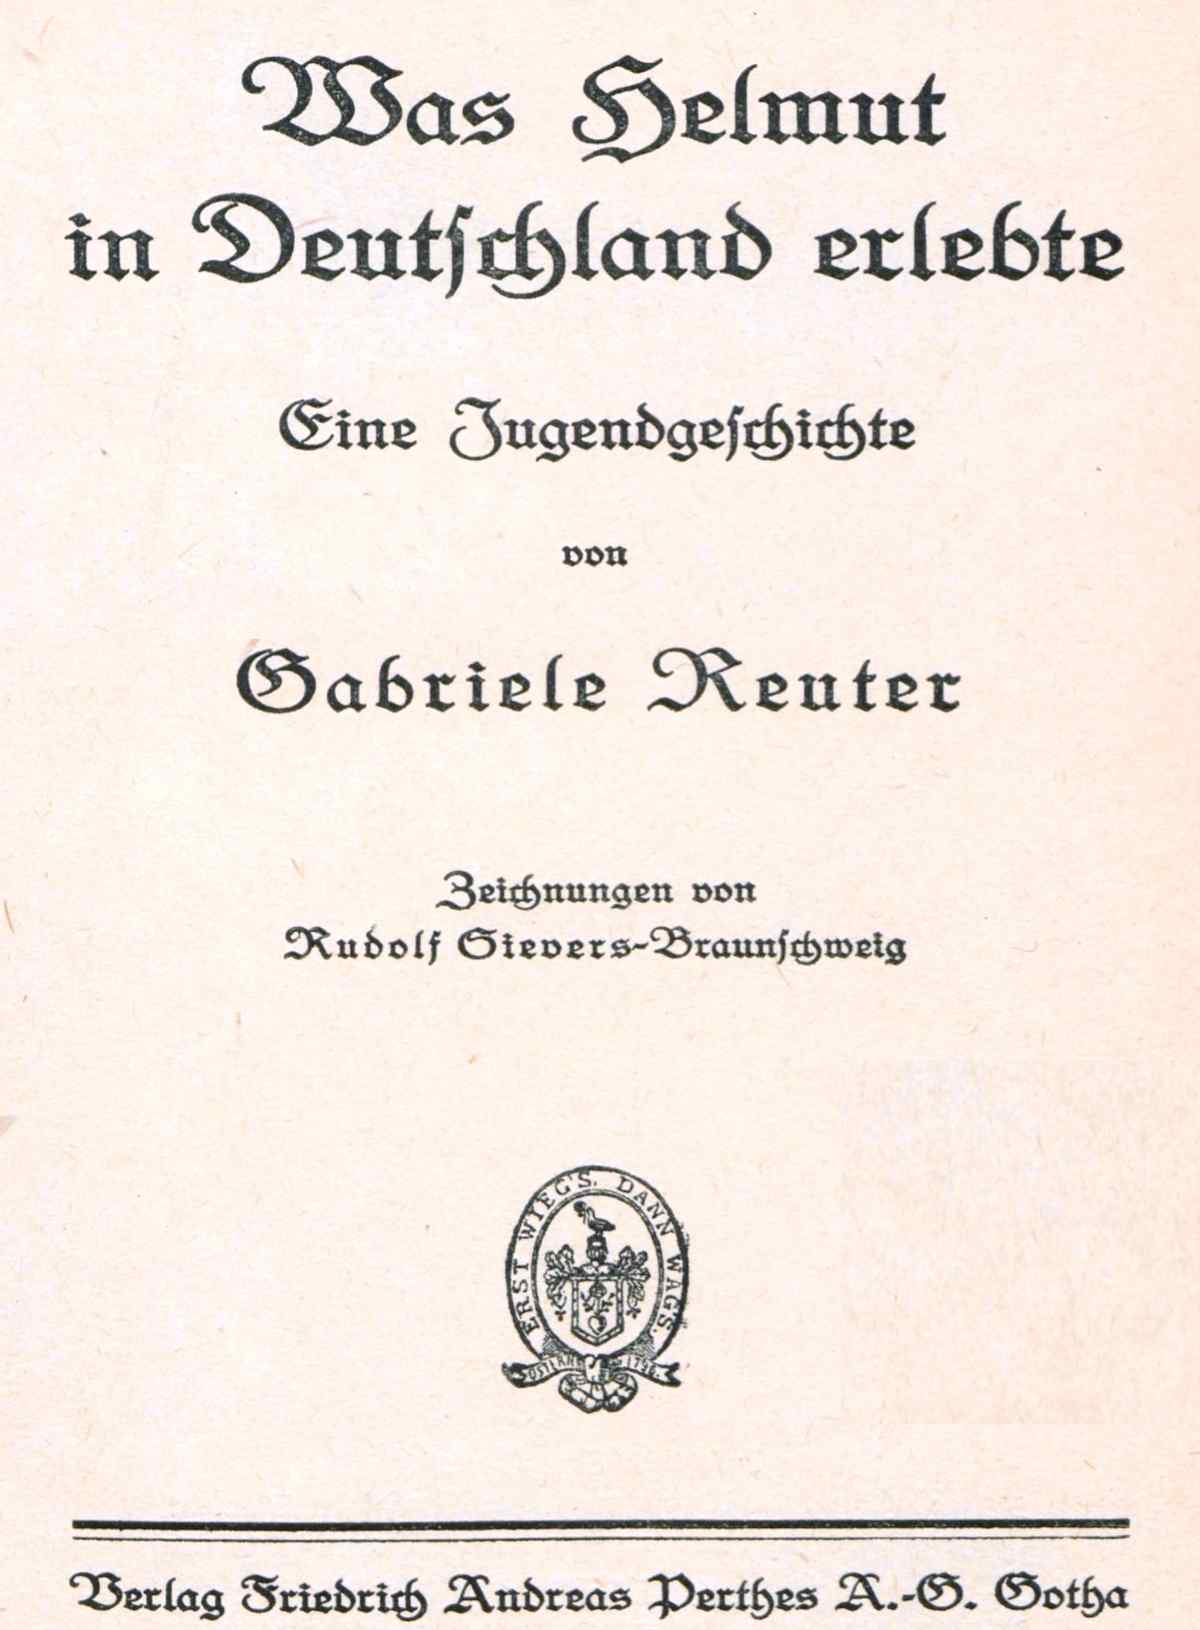 Was Helmut
in Deutschland erlebte
Eine Jugendgeschichte
von
Gabriele Reuter
Zeichnungen von
Rudolf Sievers-Braunschweig
ERST WIEG'S. DANN WAG'S.
Verlag Friedrich Andreas Perthes A.-G. Gotha